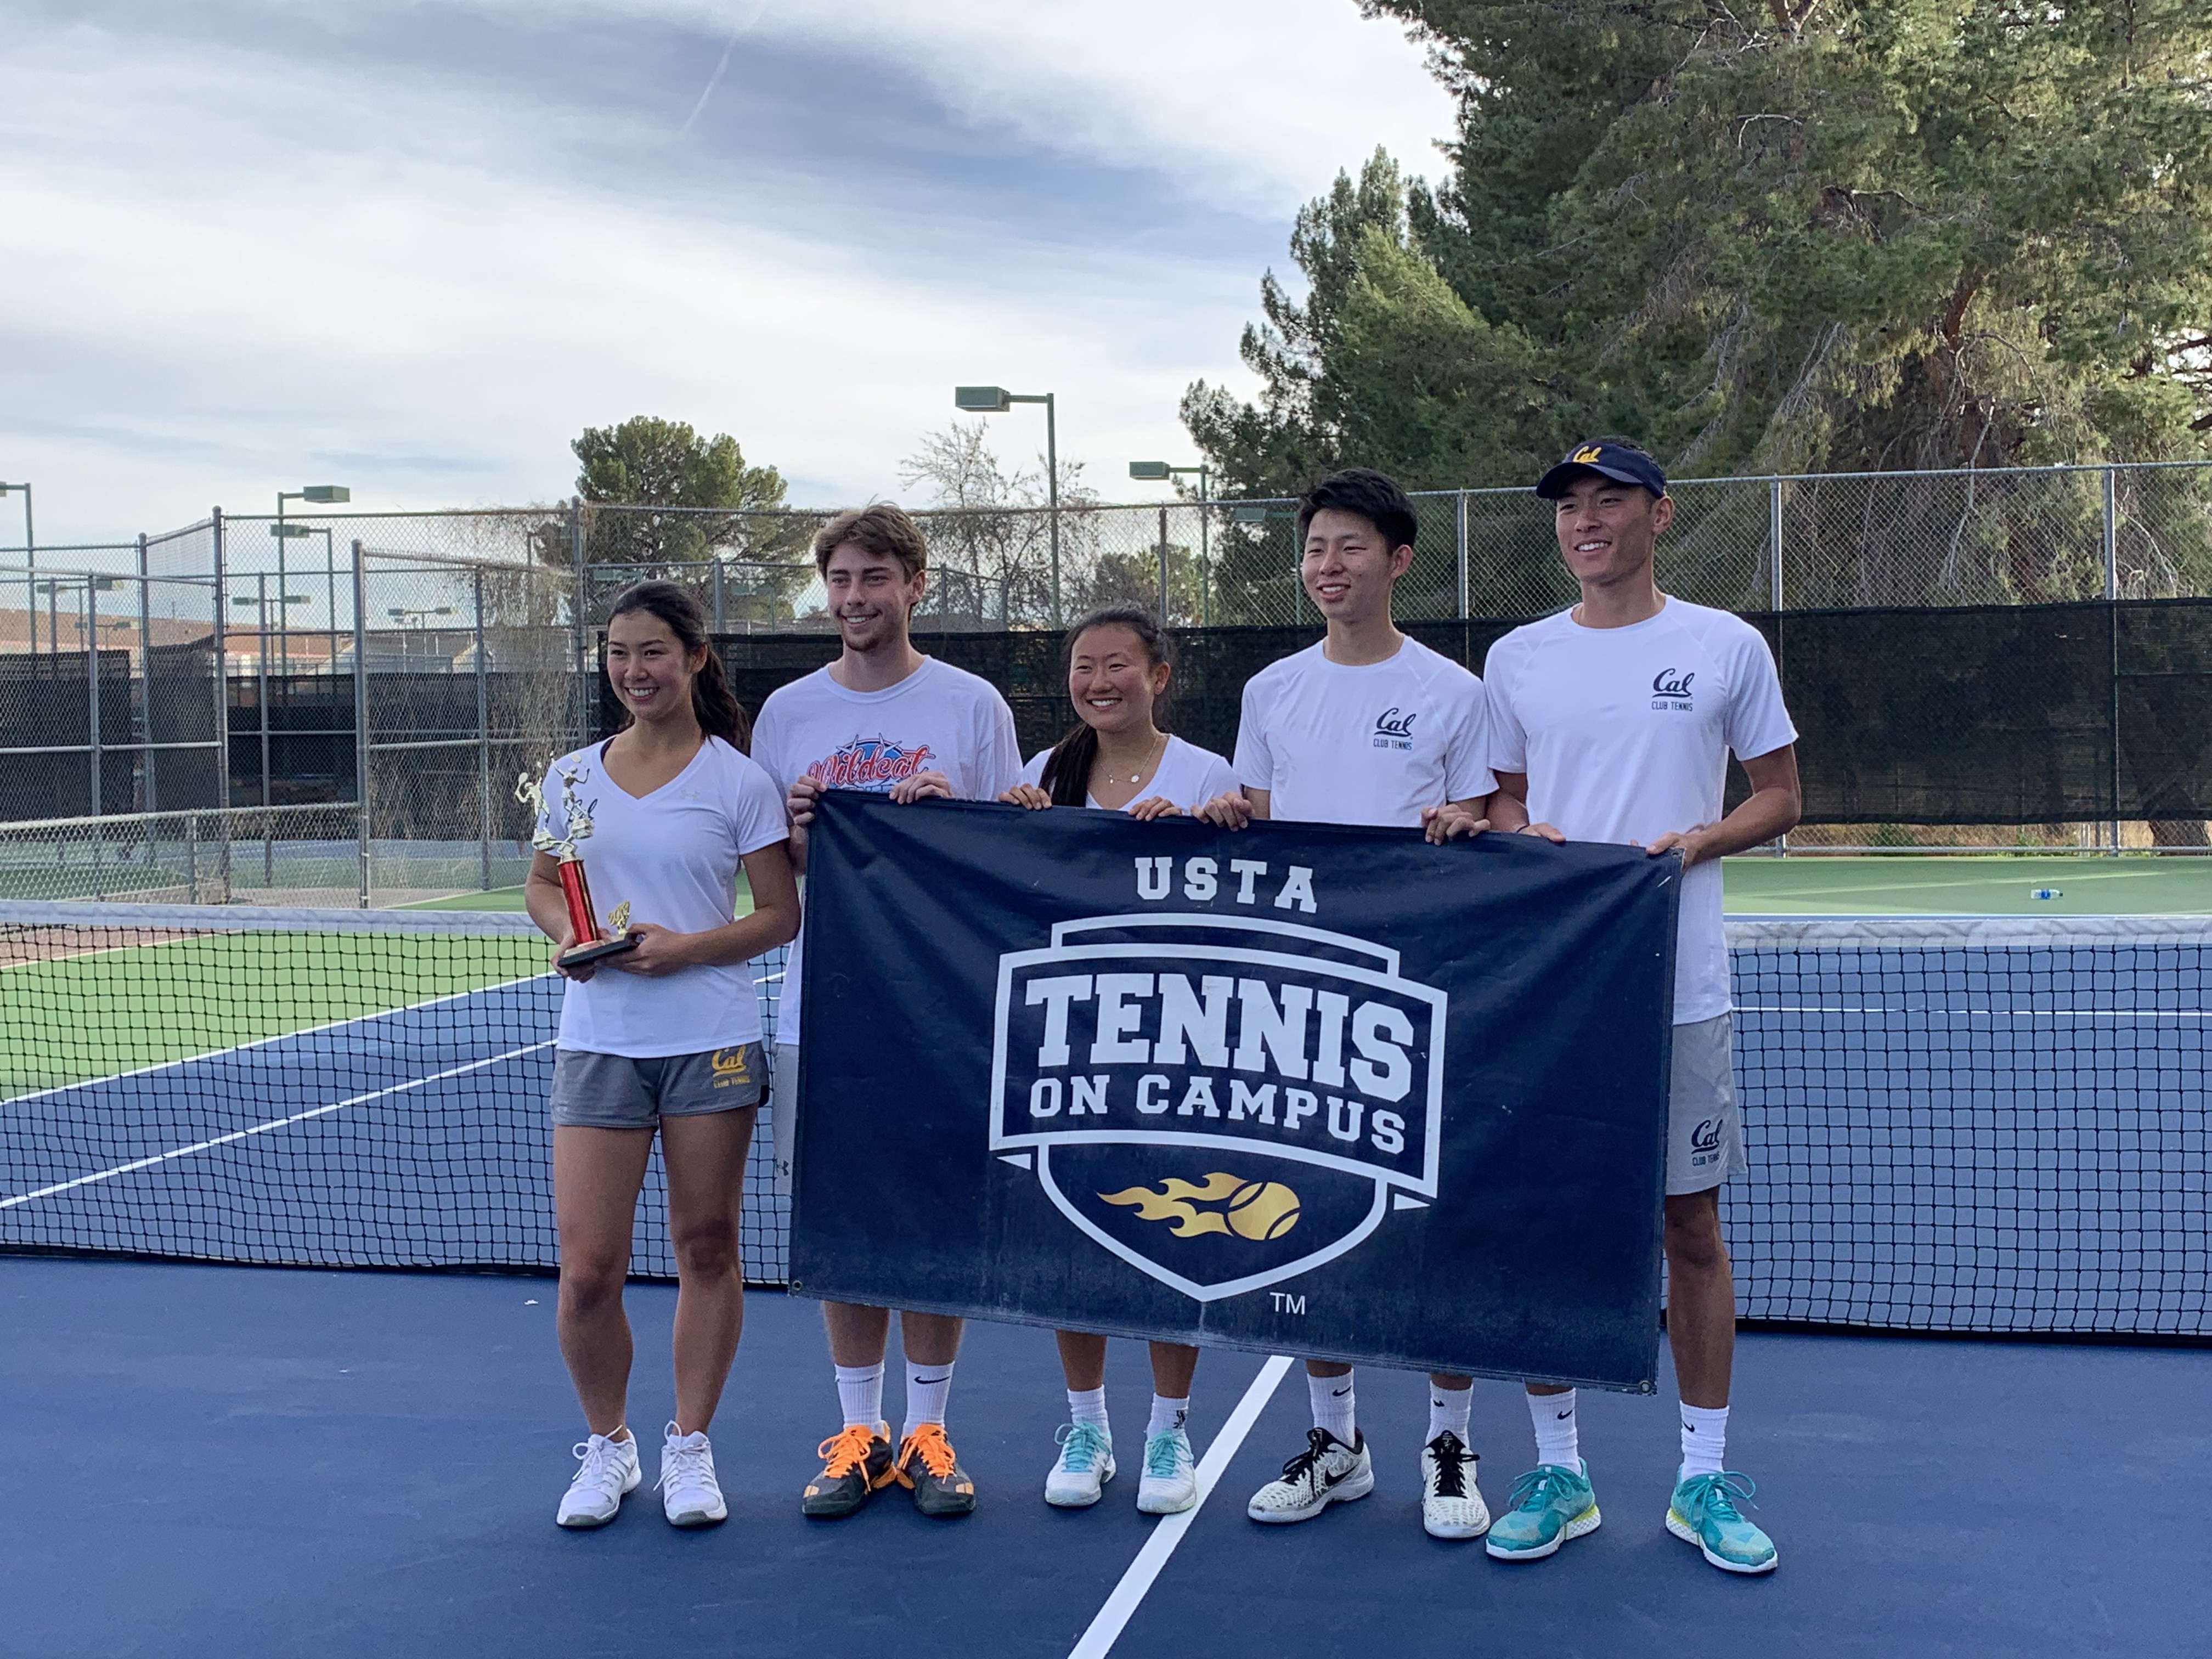 Cal
Wildcat
Cal
CLUB TENNIS
Cal
CLUB TENNIS
USTA
TENNIS
ON CAMPUS
TM
Cal
CLUB TENNIS
Cal
CLUB TENNIS